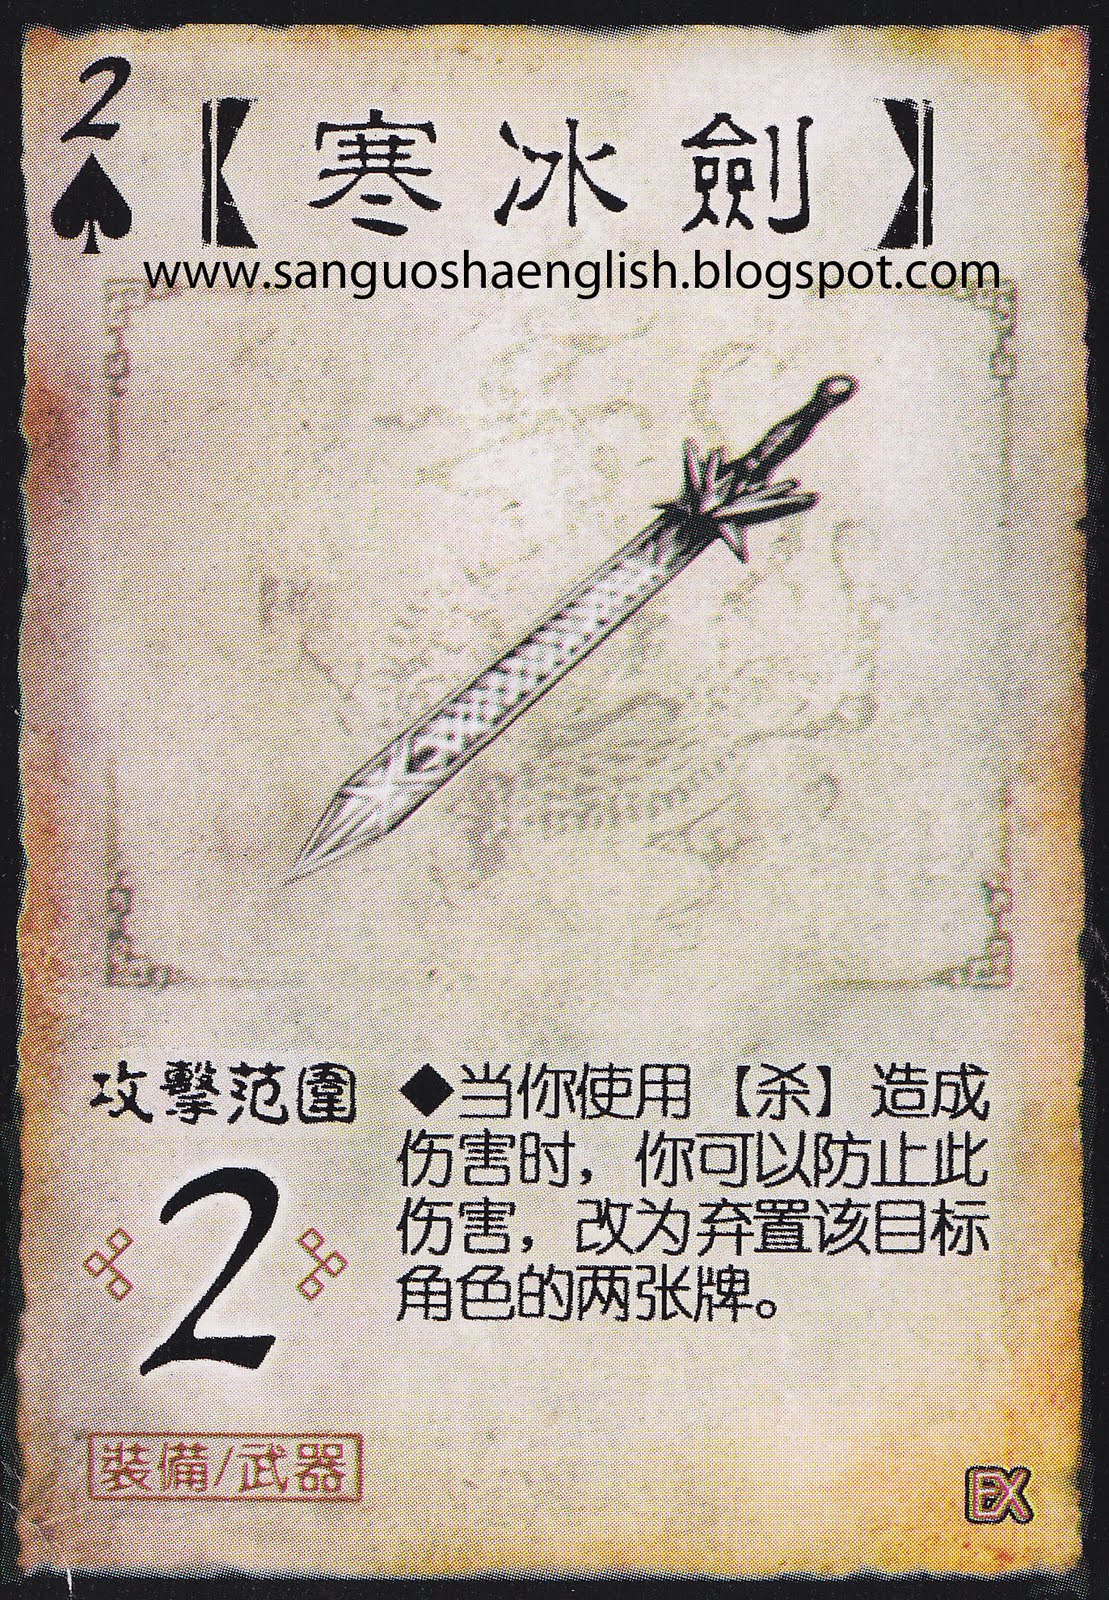 2
【寒冰劍】
www.sanguoshaenglish.blogspot.com
攻擊范圍
2
◆当你使用【杀】造成
伤害时，你可以防止此
伤害，改为弃置该目标
角色的两张牌。
裝備/武器
EX